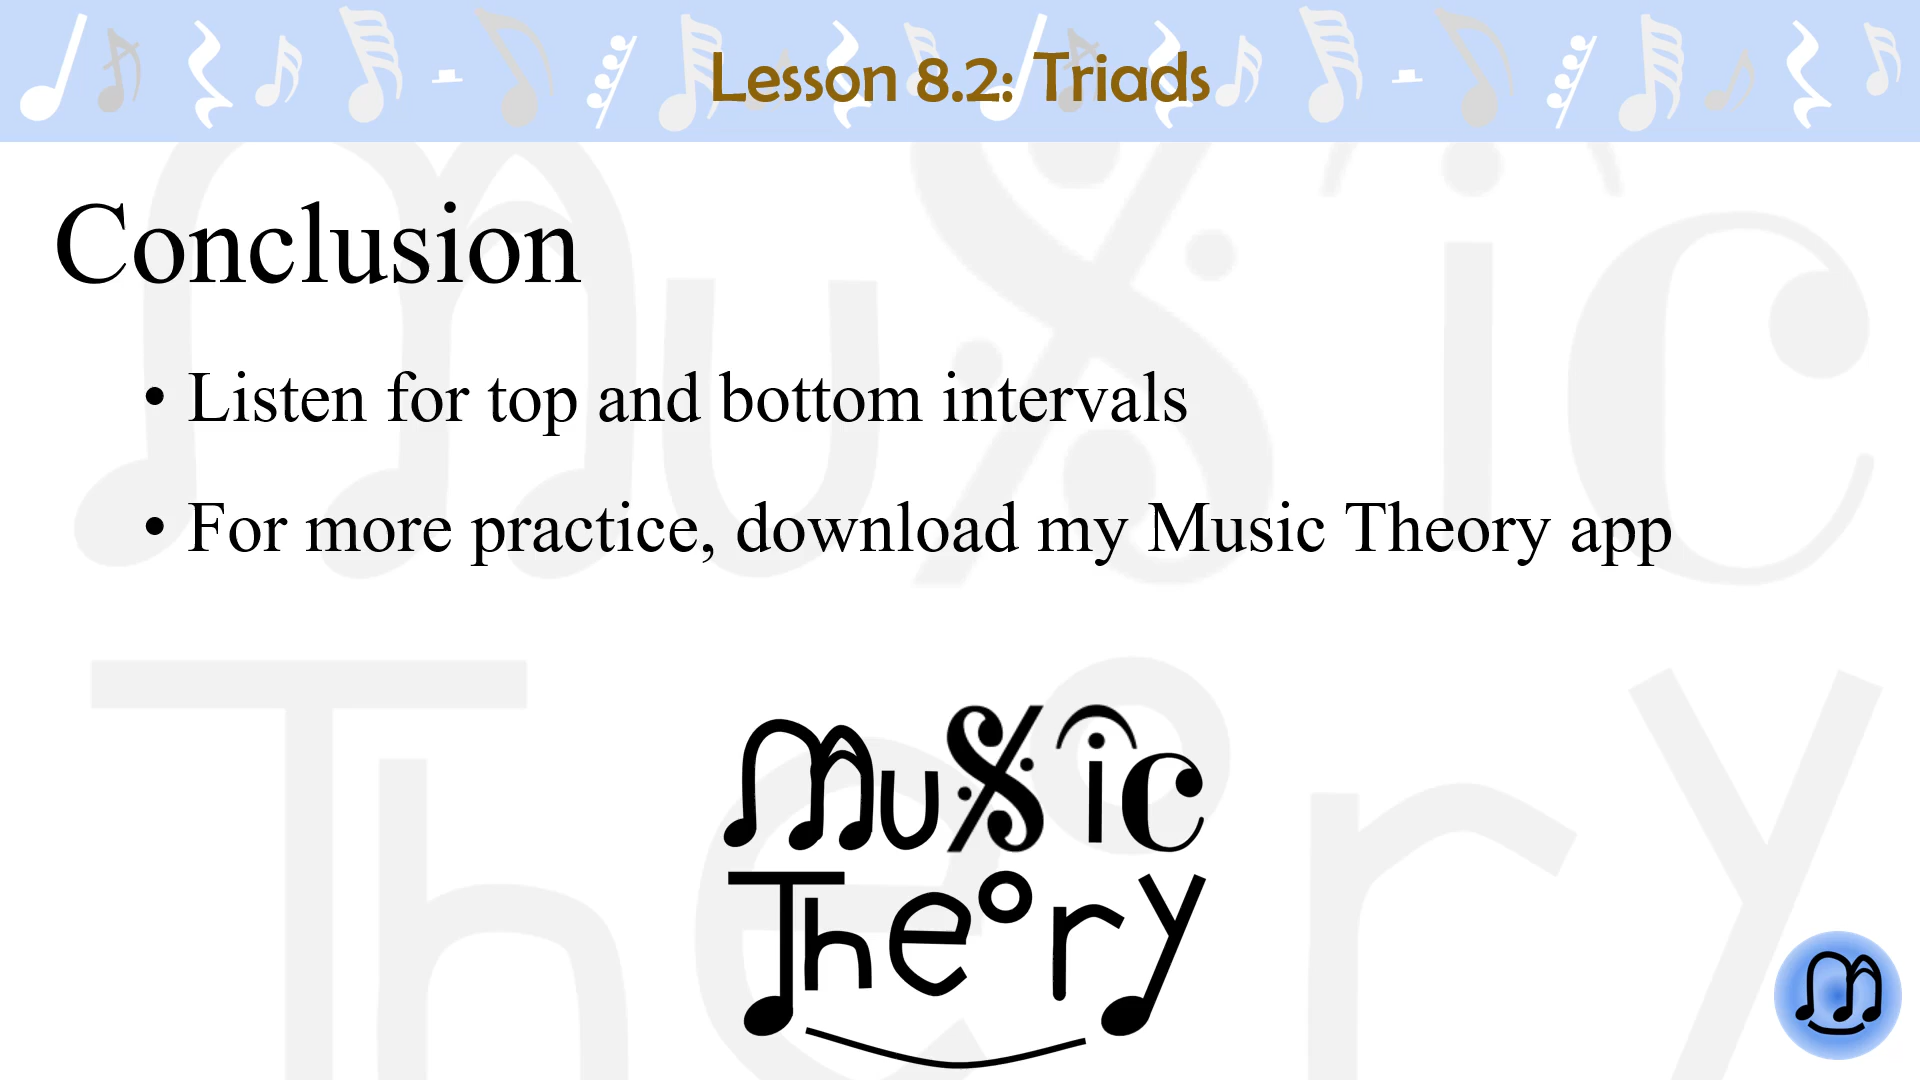 Lesson 8.2: Triads
Conclusion
• Listen for top and bottom intervals
• For more practice, download my Music Theory app
Music
Theory